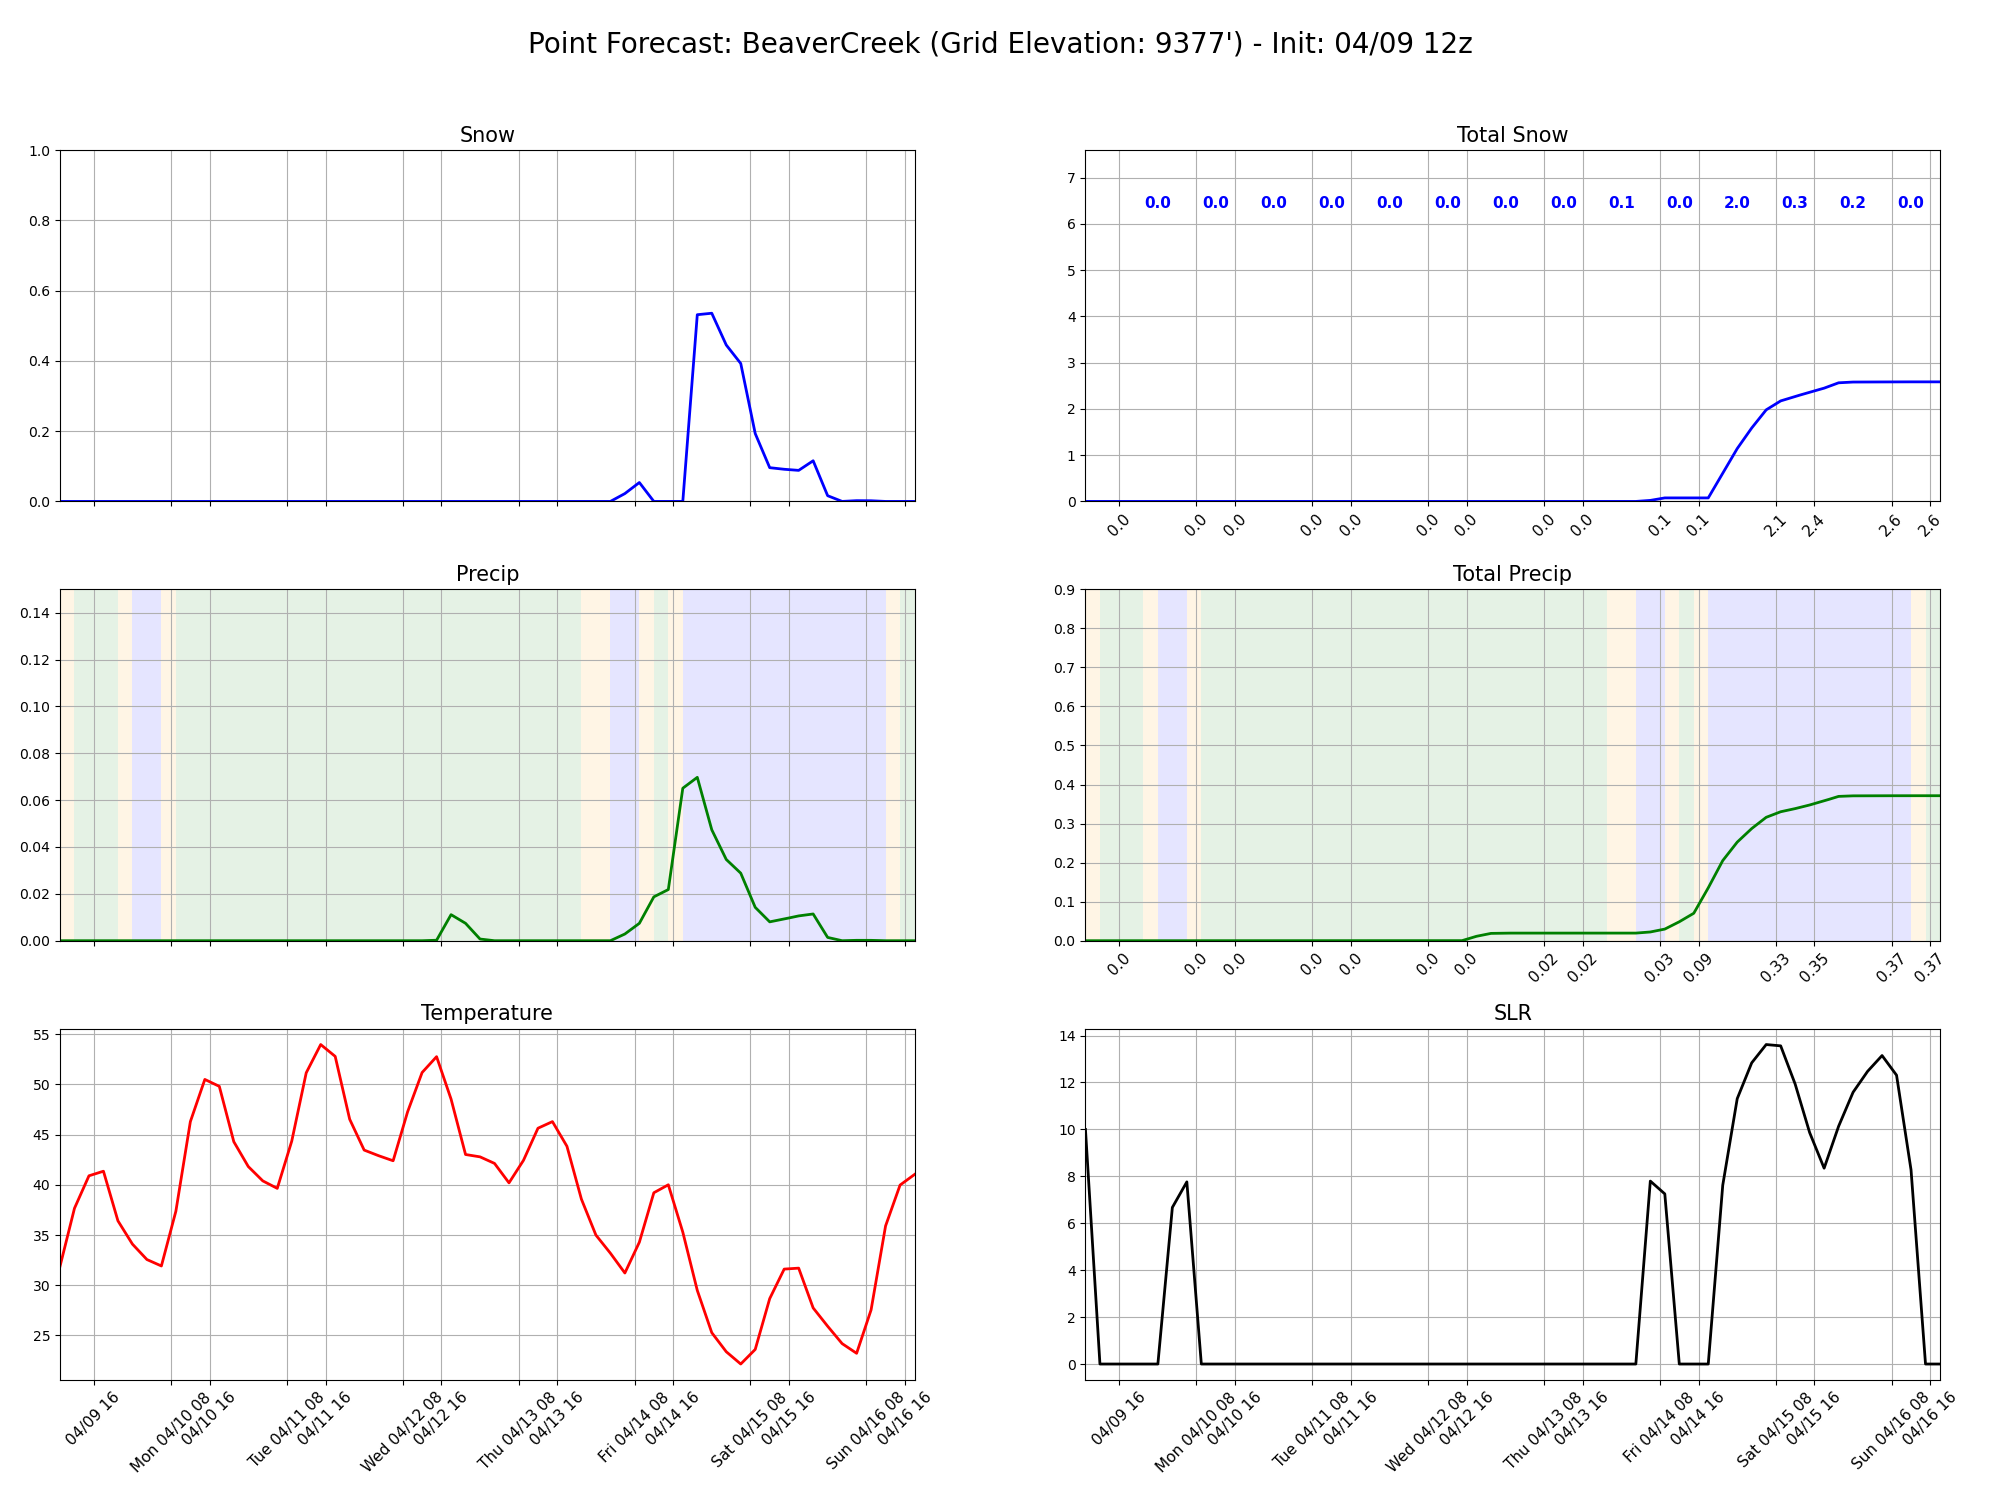 Point Forecast: BeaverCreek (Grid Elevation: 9377') - Init: 04/09 12z
Snow
1.0
0.8
0.6
0.4
0.2
0.0
Total Snow
7
6
5
4
3
2
1
0
0.0 0.0 0.0 0.0 0.0 0.0 0.0 0.0 0.1 0.0 2.0 0.3 0.2 0.0
0.0 0.0 0.0 0.0 0.0 0.0 0.0 0.0 0.0 0.1 0.1 2.1 2.4 2.6 2.6
Precip
0.14
0.12
0.10
0.08
0.06
0.04
0.02
0.00
Total Precip
0.9
0.8
0.7
0.6
0.5
0.4
0.3
0.2
0.1
0.0
0.0 0.0 0.0 0.0 0.0 0.0 0.0 0.02 0.02 0.03 0.09 0.33 0.35 0.37 0.37
Temperature
55
50
45
40
35
30
25
04/09 16
Mon 04/10 08
04/10 16
Tue 04/11 08
04/11 16
Wed 04/12 08
04/12 16
Thu 04/13 08
04/13 16
Fri 04/14 08
04/14 16
Sat 04/15 08
04/15 16
Sun 04/16 08
04/16 16
SLR
14
12
10
8
6
4
2
0
04/09 16
Mon 04/10 08
04/10 16
Tue 04/11 08
04/11 16
Wed 04/12 08
04/12 16
Thu 04/13 08
04/13 16
Fri 04/14 08
04/14 16
Sat 04/15 08
04/15 16
Sun 04/16 08
04/16 16